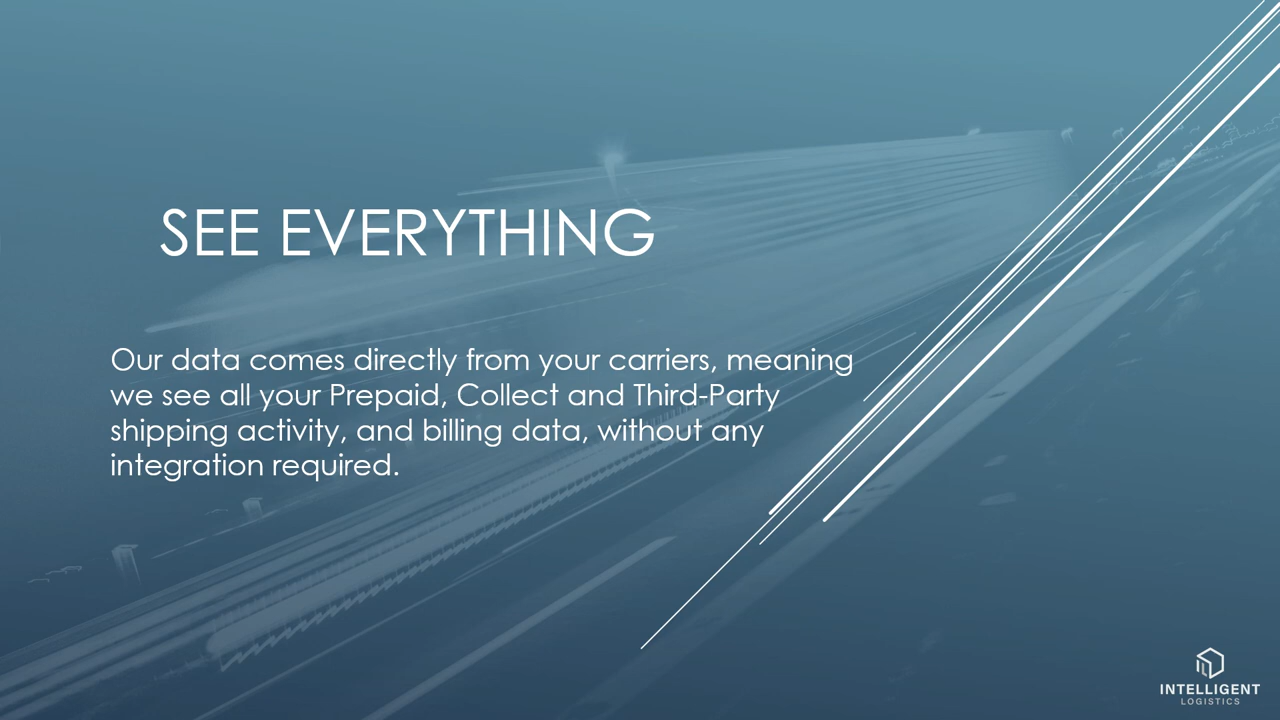 SEE EVERYTHING
Our data comes directly from your carriers, meaning
we see all your Prepaid, Collect and Third-Party
shipping activity, and billing data, without any
integration required.
INTELLIGENT
LOGISTICS